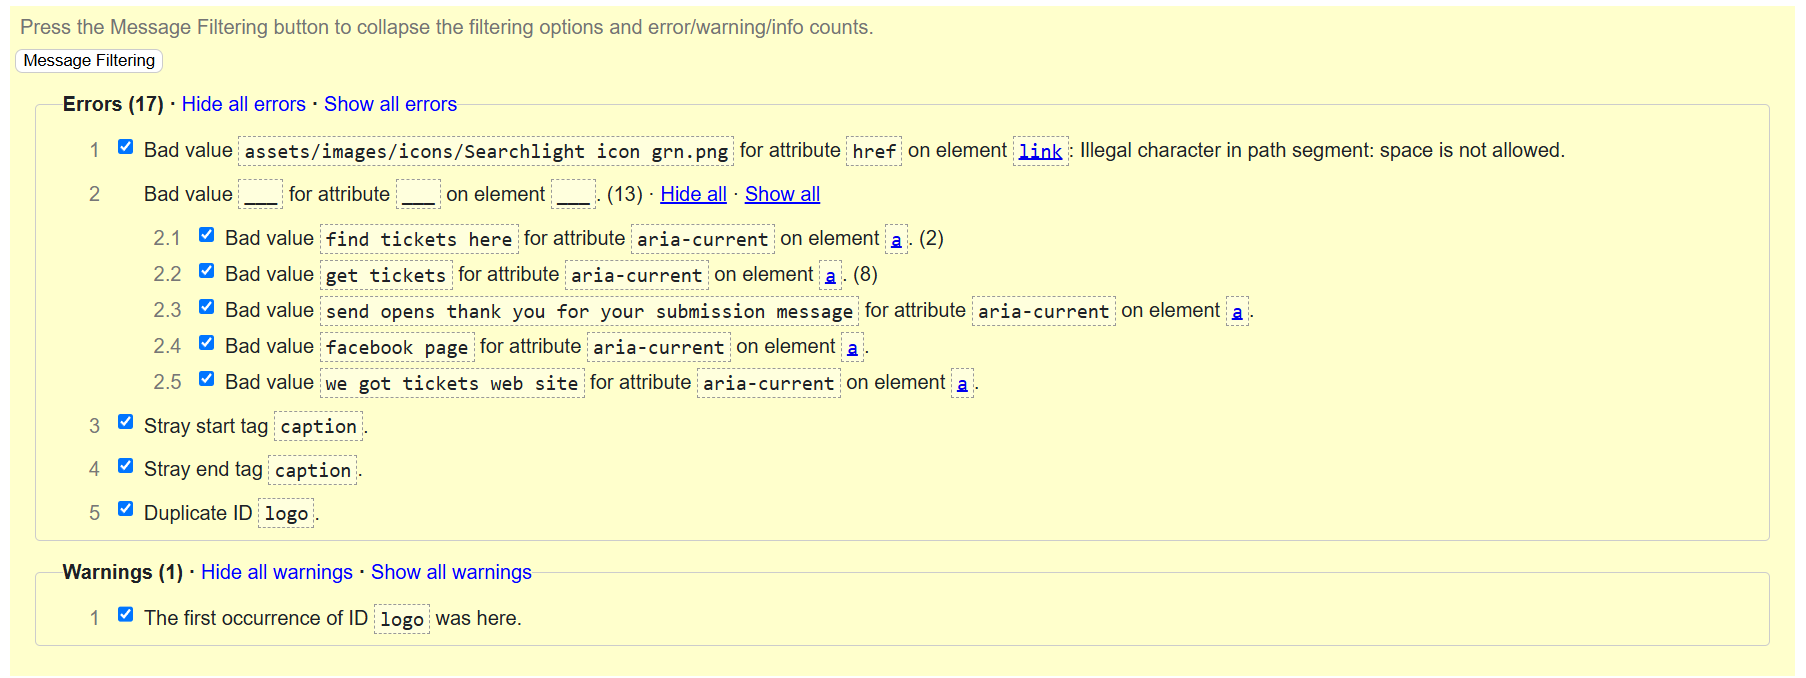 Press the Message Filtering button to collapse the filtering options and error/warning/info counts.
Message Filtering
Errors (17) · Hide all errors · Show all errors
1 Bad value assets/images/icons/Searchlight icon grn.png for attribute href on element link: Illegal character in path segment: space is not allowed.
2 Bad value ___ for attribute ___ on element ___. (13) · Hide all · Show all
2.1 Bad value find tickets here for attribute aria-current on element a. (2)
2.2 Bad value get tickets for attribute aria-current on element a. (8)
2.3 Bad value send opens thank you for your submission message for attribute aria-current on element a.
2.4 Bad value facebook page for attribute aria-current on element a.
2.5 Bad value we got tickets web site for attribute aria-current on element a.
3 Stray start tag caption.
4 Stray end tag caption.
5 Duplicate ID logo.
Warnings (1) · Hide all warnings · Show all warnings
1 The first occurrence of ID logo was here.